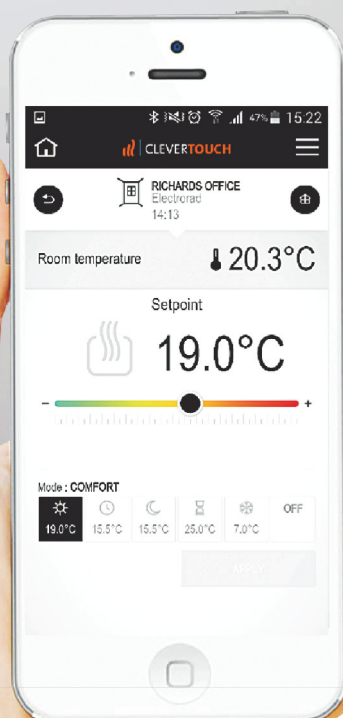 47% 15:22
CLEVERTOUCH
RICHARDS OFFICE
Electrorad
14:13
Room temperature 20.3°C
Setpoint
19.0°C
- +
Mode : COMFORT
OFF
19.0°C 15.5°C 15.5°C 25.0°C 7.0°C
APPLY